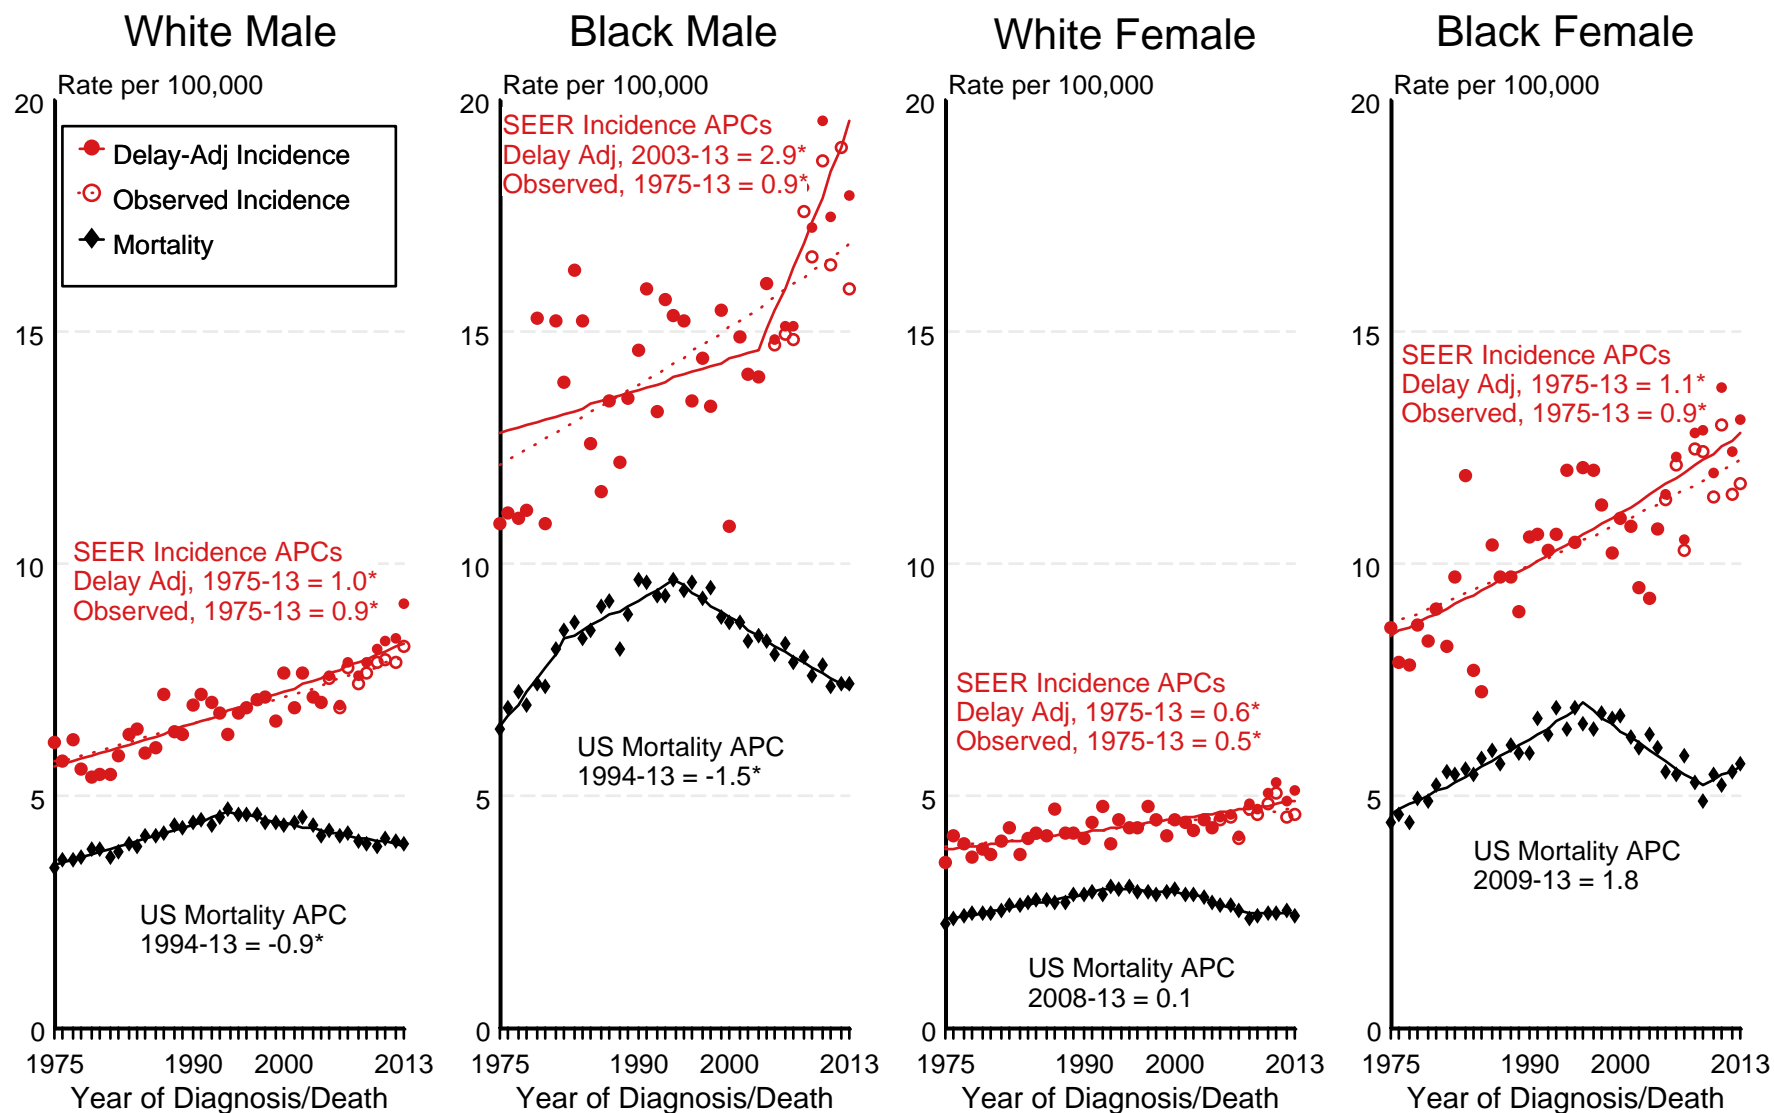 White Male
Rate per 100,000
20
15
10
5
0
Delay-Adj Incidence
Observed Incidence
Mortality
SEER Incidence APCs
Delay Adj, 1975-13 = 1.0*
Observed, 1975-13 = 0.9*
US Mortality APC
1994-13 = -0.9*
1975 1990 2000 2013
Year of Diagnosis/Death
Black Male
Rate per 100,000
20
15
10
5
0
SEER Incidence APCs
Delay Adj, 2003-13 = 2.9*
Observed, 1975-13 = 0.9*
US Mortality APC
1994-13 = -1.5*
1975 1990 2000 2013
Year of Diagnosis/Death
White Female
Rate per 100,000
20
15
10
5
0
SEER Incidence APCs
Delay Adj, 1975-13 = 0.6*
Observed, 1975-13 = 0.5*
US Mortality APC
2008-13 = 0.1
1975 1990 2000 2013
Year of Diagnosis/Death
Black Female
Rate per 100,000
20
15
10
5
0
SEER Incidence APCs
Delay Adj, 1975-13 = 1.1*
Observed, 1975-13 = 0.9*
US Mortality APC
2009-13 = 1.8
1975 1990 2000 2013
Year of Diagnosis/Death